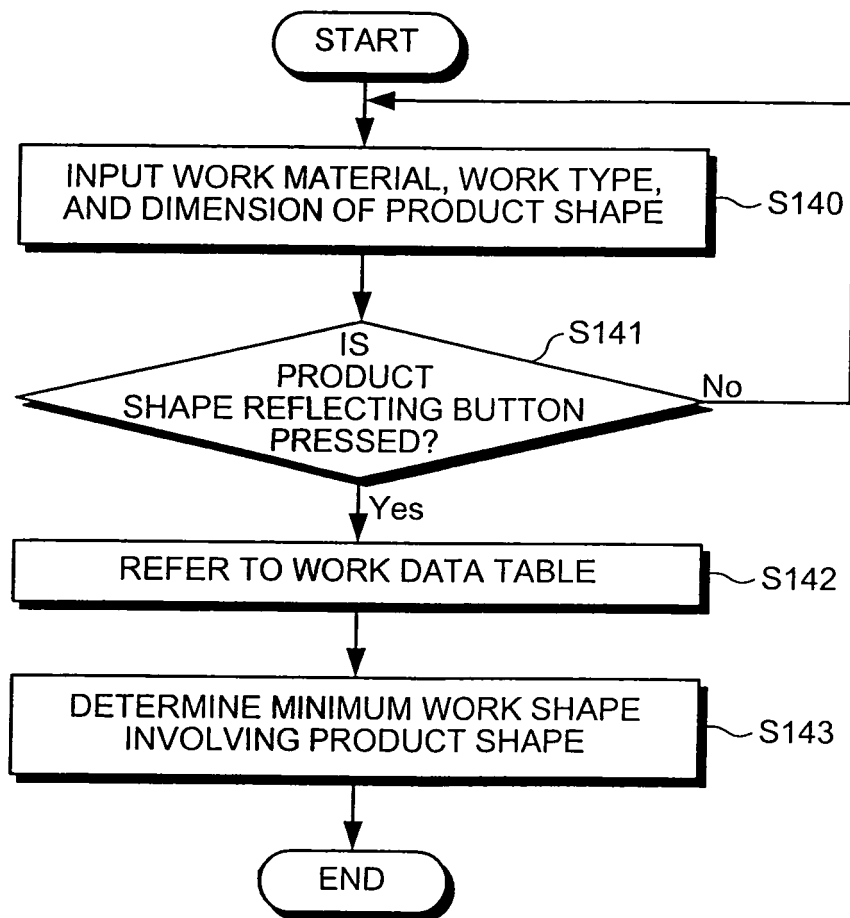 START
INPUT WORK MATERIAL, WORK TYPE,
AND DIMENSION OF PRODUCT SHAPE
S140
S141
IS
PRODUCT
SHAPE REFLECTING BUTTON
PRESSED?
No
Yes
REFER TO WORK DATA TABLE
S142
DETERMINE MINIMUM WORK SHAPE
INVOLVING PRODUCT SHAPE
S143
END